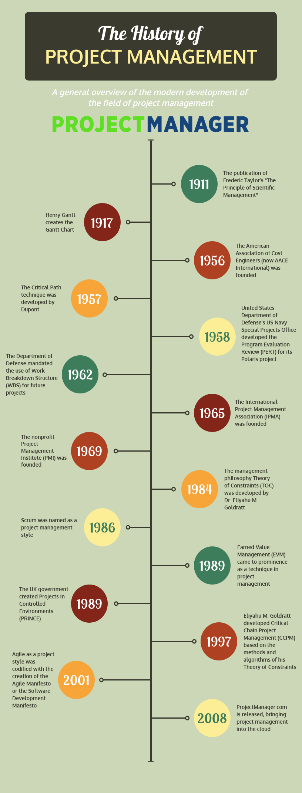 The History of
PROJECT MANAGEMENT
A general overview of the modern development of
the field of project management
PROJECTMANAGER
1911
The publication of
Frederic Taylor's "The
Principle of Scientific
Management"
Henry Gantt
creates the
Gantt Chart
1917
1956
The American
Association of Cost
Engineers (now AACE
International) was
founded
The Critical Path
technique was
developed by
Dupont
1957
1958
United States
Department of
Defense's US Navy
Special Projects Office
developed the
Program Evaluation
Review (PERT) for its
Polaris project
The Department of
Defense mandated
the use of Work
Breakdown Structure
(WBS) for future
projects
1962
1965
The International
Project Management
Association (IPMA)
was founded
The nonprofit
Project
Management
Institute (PMI) was
founded
1969
1984
The management
philosophy Theory
of Constraints (TOC)
was developed by
Dr. Eliyahu M.
Goldratt
Scrum was named as a
project management
style
1986
1989
Earned Value
Management (EVM)
came to prominence
as a technique in
project
management
The UK government
created Projects in
Controlled
Environments
(PRINCE)
1989
1997
Eliyahu M. Goldratt
developed Critical
Chain Project
Management (CCPM)
based on the
methods and
algorithms of his
Theory of Constraints
Agile as a project
style was
codified with the
creation of the
Agile Manifesto
or the Software
Development
Manifesto
2001
2008
ProjectManager.com
is released, bringing
project management
into the cloud